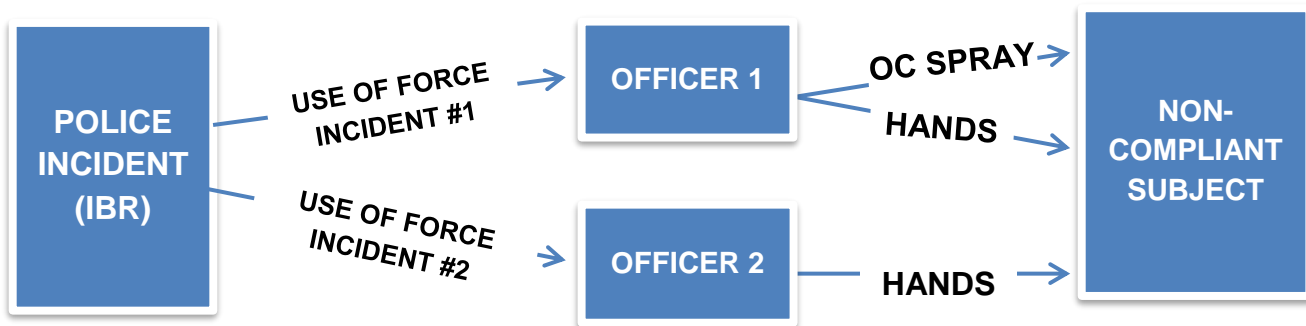 POLICE
INCIDENT
(IBR)
USE OF FORCE
INCIDENT #1
OFFICER 1
OC SPRAY
HANDS
USE OF FORCE
INCIDENT #2
OFFICER 2
HANDS
NON-
COMPLIANT
SUBJECT